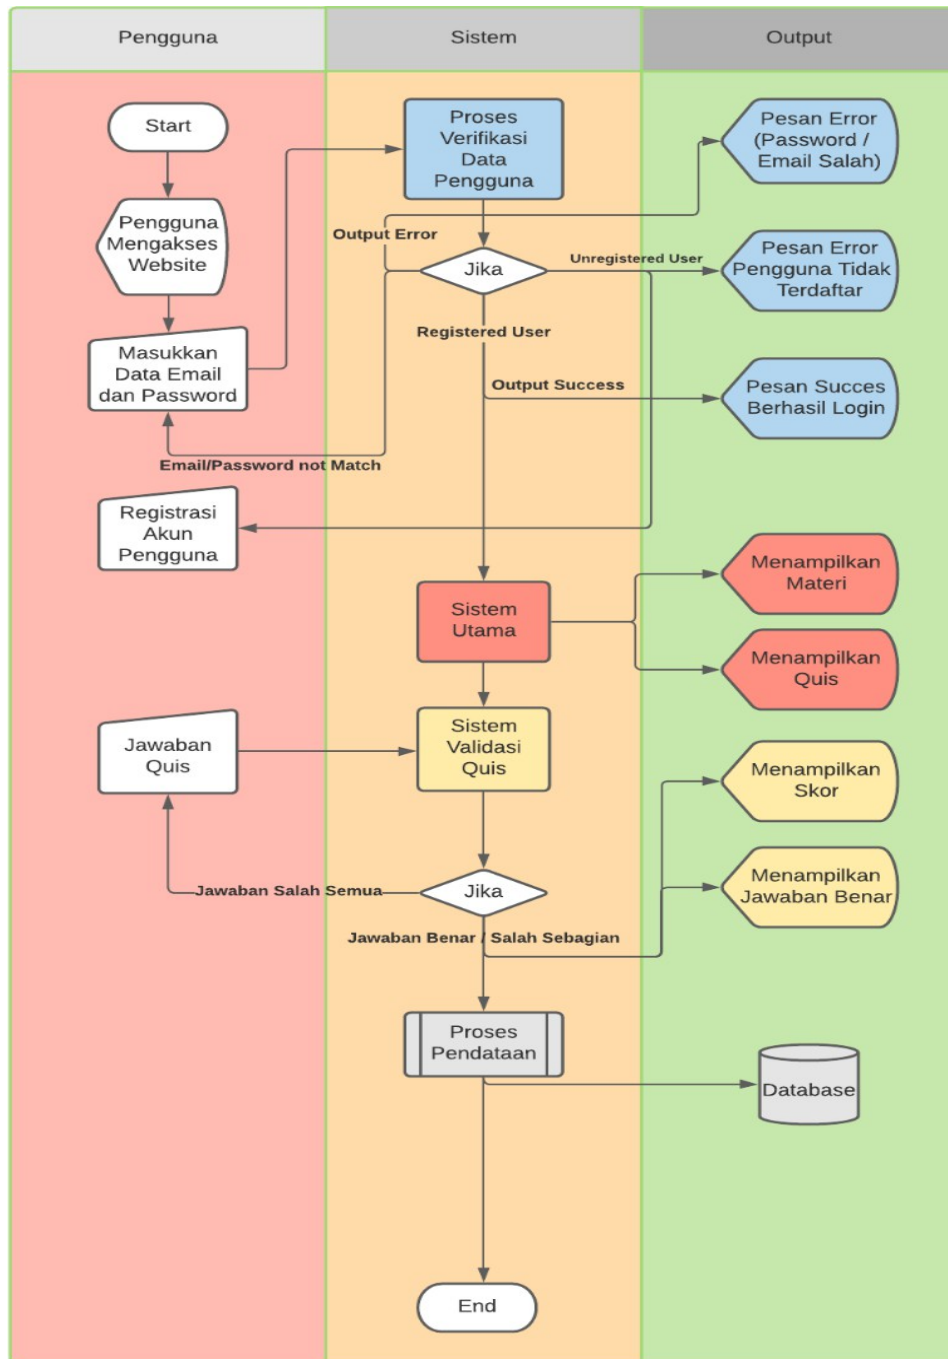 Pengguna
Sistem
Output
Start
Proses
Verifikasi
Data
Pengguna
Pesan Error
(Password /
Email Salah)
Pengguna
Mengakses
Website
Output Error
Jika
Unregistered User
Pesan Error
Pengguna Tidak
Terdaftar
Registered User
Masukkan
Data Email
dan Password
Output Success
Pesan Succes
Berhasil Login
Email/Password not Match
Registrasi
Akun
Pengguna
Sistem
Utama
Menampilkan
Materi
Menampilkan
Quis
Jawaban
Quis
Sistem
Validasi
Quis
Menampilkan
Skor
Jawaban Salah Semua
Jika
Menampilkan
Jawaban Benar
Jawaban Benar / Salah Sebagian
Proses
Pendataan
Database
End